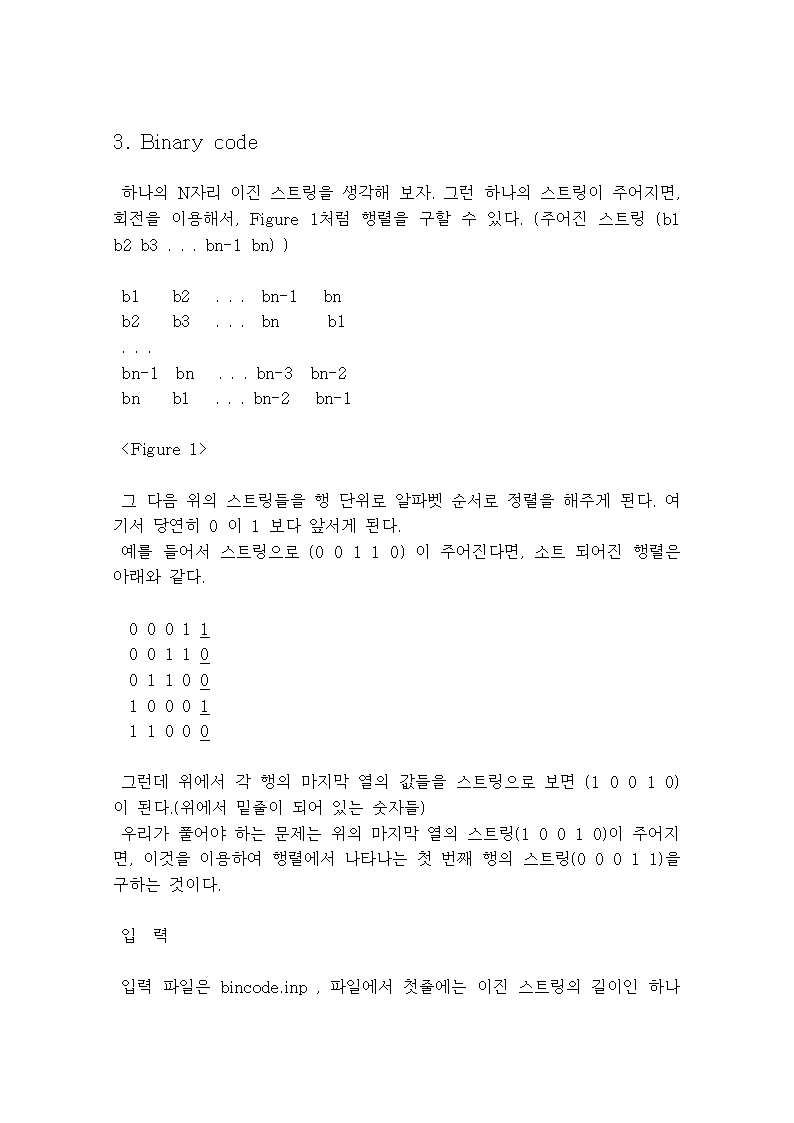 3. Binary code
하나의 N자리 이진 스트링을 생각해 보자. 그런 하나의 스트링이 주어지면,
회전을 이용해서, Figure 1처럼 행렬을 구할 수 있다. (주어진 스트링 (b1
b2 b3 . . . bn-1 bn) )
b1 b2 . . . bn-1 bn
b2 b3 . . . bn b1
. . .
bn-1 bn . . . bn-3 bn-2
bn b1 . . . bn-2 bn-1
<Figure 1>
그 다음 위의 스트링들을 행 단위로 알파벳 순서로 정렬을 해주게 된다. 여
기서 당연히 0 이 1 보다 앞서게 된다.
예를 들어서 스트링으로 (0 0 1 1 0) 이 주어진다면, 소트 되어진 행렬은
아래와 같다.
0 0 0 1 1
0 0 1 1 0
0 1 1 0 0
1 0 0 0 1
1 1 0 0 0
그런데 위에서 각 행의 마지막 열의 값들을 스트링으로 보면 (1 0 0 1 0)
이 된다.(위에서 밑줄이 되어 있는 숫자들)
우리가 풀어야 하는 문제는 위의 마지막 열의 스트링(1 0 0 1 0)이 주어지
면, 이것을 이용하여 행렬에서 나타나는 첫 번째 행의 스트링(0 0 0 1 1)을
구하는 것이다.
입 력
입력 파일은 bincode.inp , 파일에서 첫줄에는 이진 스트링의 길이인 하나